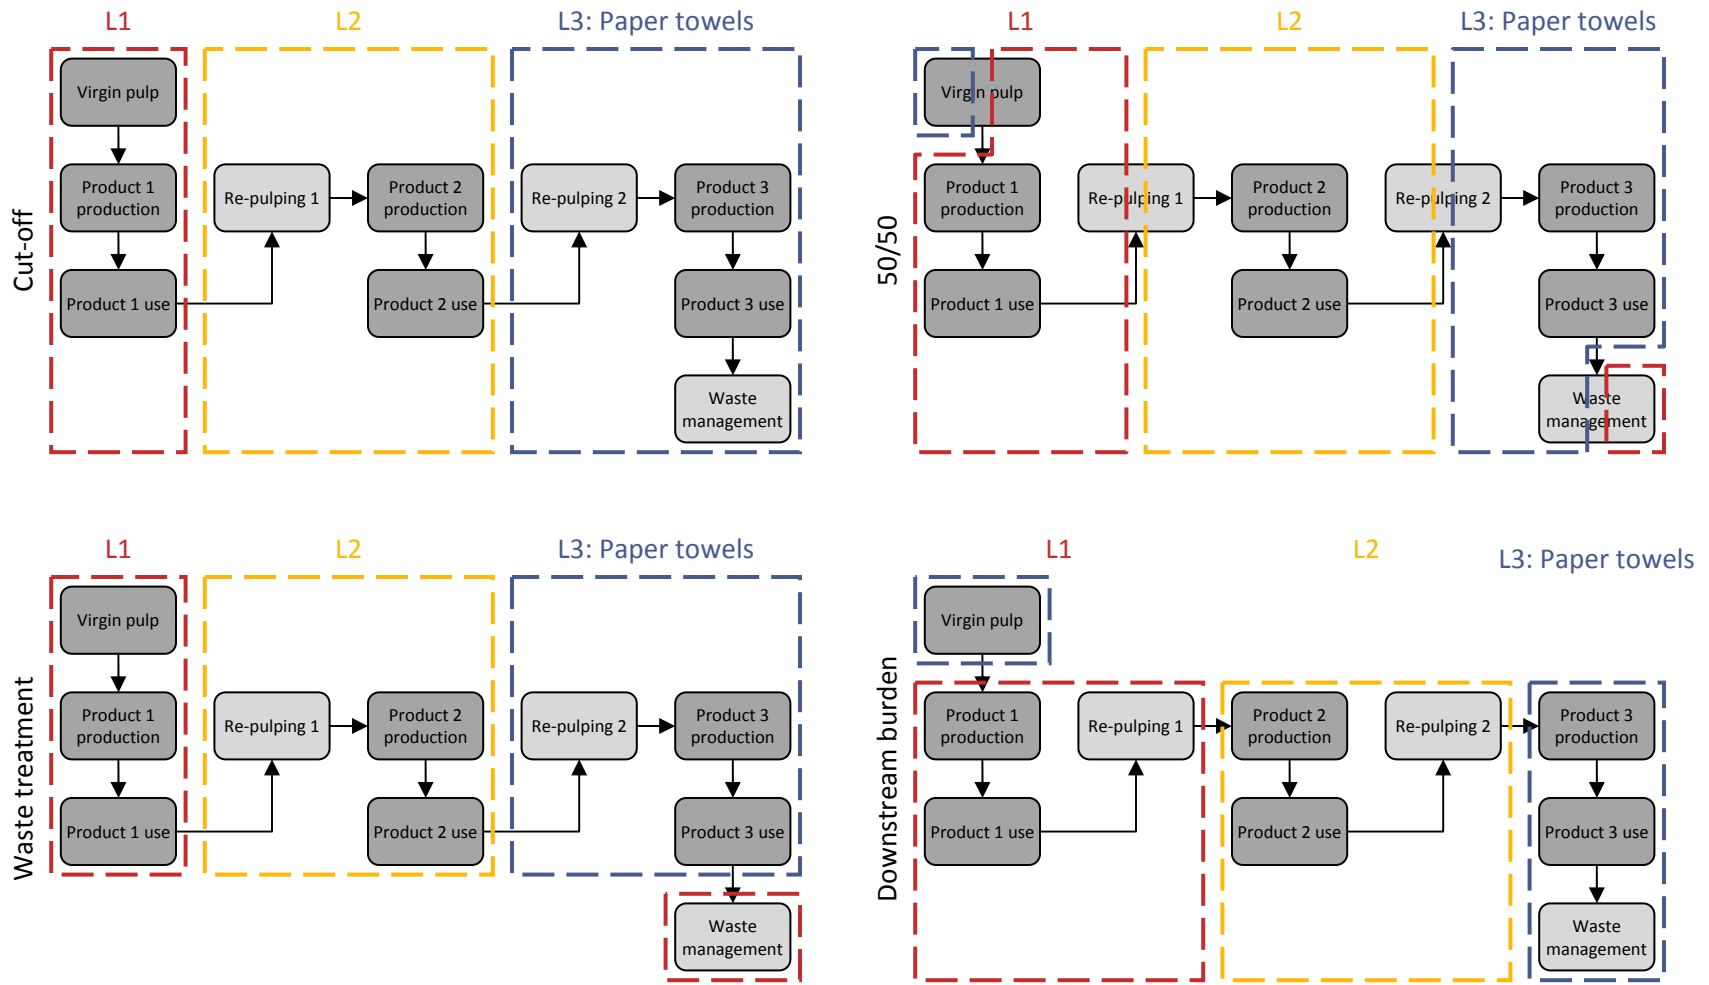 L1
L2
L3: Paper towels
Cut-off
Virgin pulp
Product 1
production
Re-pulping 1
Product 2
production
Re-pulping 2
Product 3
production
Product 1 use
Product 2 use
Product 3 use
Waste
management
L1
L2
L3: Paper towels
50/50
Virgin pulp
Product 1
production
Re-pulping 1
Product 2
production
Re-pulping 2
Product 3
production
Product 1 use
Product 2 use
Product 3 use
Waste
management
L1
L2
L3: Paper towels
Waste treatment
Virgin pulp
Product 1
production
Re-pulping 1
Product 2
production
Re-pulping 2
Product 3
production
Product 1 use
Product 2 use
Product 3 use
Waste
management
L1
L2
L3: Paper towels
Downstream burden
Virgin pulp
Product 1
production
Re-pulping 1
Product 2
production
Re-pulping 2
Product 3
production
Product 1 use
Product 2 use
Product 3 use
Waste
management